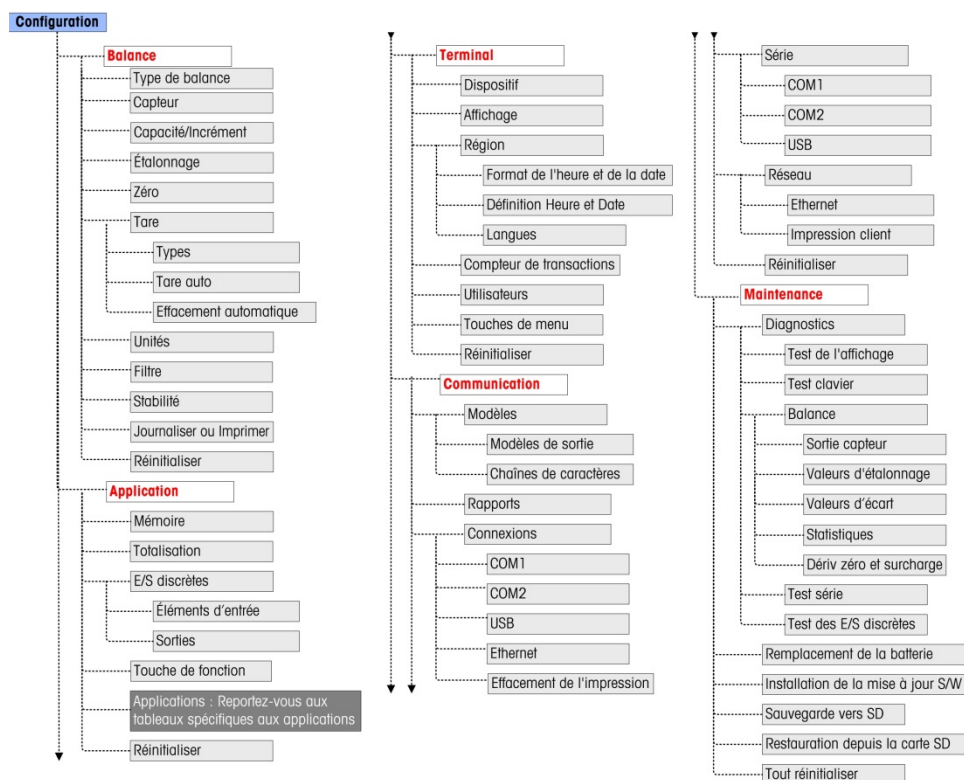 Configuration
Balance
Type de balance
Capteur
Capacité/Incrément
Étalonnage
Zéro
Tare
Types
Tare auto
Effacement automatique
Unités
Filtre
Stabilité
Journaliser ou Imprimer
Réinitialiser
Application
Mémoire
Totalisation
E/S discrètes
Éléments d'entrée
Sorties
Touche de fonction
Applications : Reportez-vous aux
tableaux spécifiques aux applications
Réinitialiser
Terminal
Dispositif
Affichage
Région
Format de l'heure et de la date
Définition Heure et Date
Langues
Compteur de transactions
Utilisateurs
Touches de menu
Réinitialiser
Communication
Modèles
Modèles de sortie
Chaînes de caractères
Rapports
Connexions
COM1
COM2
USB
Ethernet
Effacement de l'impression
Série
COM1
COM2
USB
Réseau
Ethernet
Impression client
Réinitialiser
Maintenance
Diagnostics
Test de l'affichage
Test clavier
Balance
Sortie capteur
Valeurs d'étalonnage
Valeurs d'écart
Statistiques
Dériv zéro et surcharge
Test série
Test des E/S discrètes
Remplacement de la batterie
Installation de la mise à jour S/W
Sauvegarde vers SD
Restauration depuis la carte SD
Tout réinitialiser